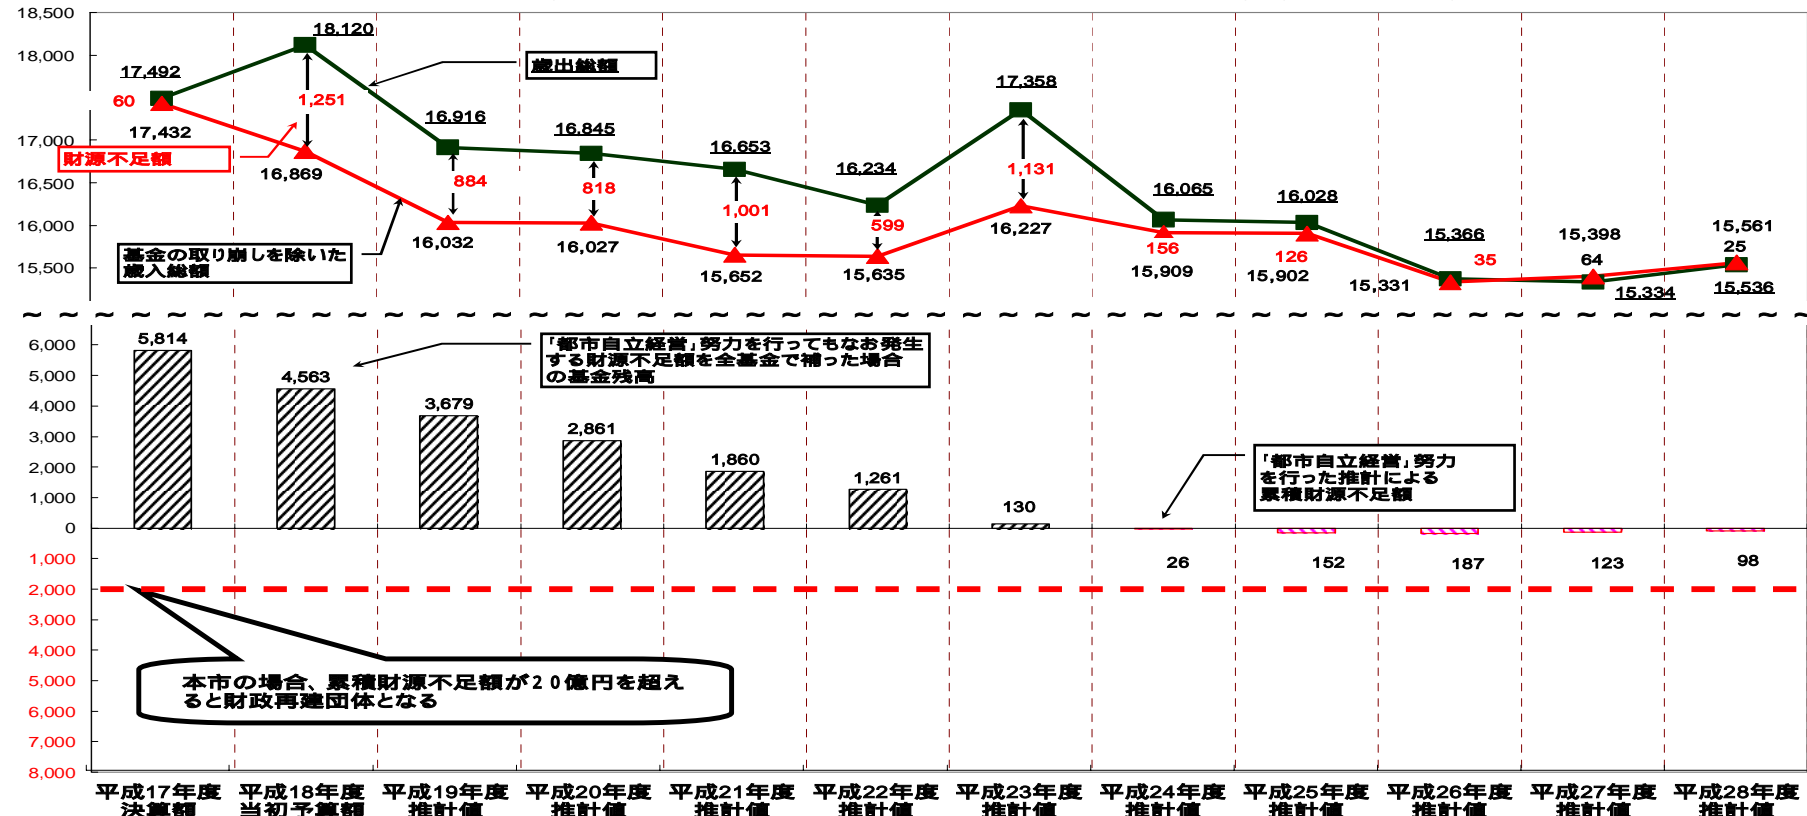 18,500
18,000
17,000
16,500
16,000
15,500
17,492
60
17,432
18,120
1,251
16,869
歳出総額
財源不足額
基金の取り崩しを除いた
歳入総額
16,916
884
16,032
16,845
818
16,027
16,653
1,001
15,652
16,234
599
15,635
17,358
1,131
16,227
16,065
156
15,909
16,028
126
15,902
15,366
35
15,331
15,398
64
15,334
15,561
25
15,536
~ ~ ~ ~ ~ ~ ~ ~ ~ ~ ~ ~ ~ ~ ~ ~ ~ ~ ~ ~ ~ ~ ~ ~ ~ ~ ~ ~ ~ ~ ~ ~ ~ ~ ~ ~ ~ ~ ~ ~ ~ ~ ~ ~ ~ ~ ~ ~ ~ ~
6,000
5,000
4,000
3,000
2,000
1,000
0
1,000
2,000
3,000
4,000
5,000
6,000
7,000
8,000
5,814
4,563
3,679
2,861
1,860
1,261
130
26
152
187
123
98
「都市自立経営」努力を行ってもなお発生
する財源不足額を全基金で補った場合
の基金残高
「都市自立経営」努力
を行った推計による
累積財源不足額
本市の場合、累積財源不足額が20億円を超え
ると財政再建団体となる
平成17年度
決算額
平成18年度
当初予算額
平成19年度
推計値
平成20年度
推計値
平成21年度
推計値
平成22年度
推計値
平成23年度
推計値
平成24年度
推計値
平成25年度
推計値
平成26年度
推計値
平成27年度
推計値
平成28年度
推計値